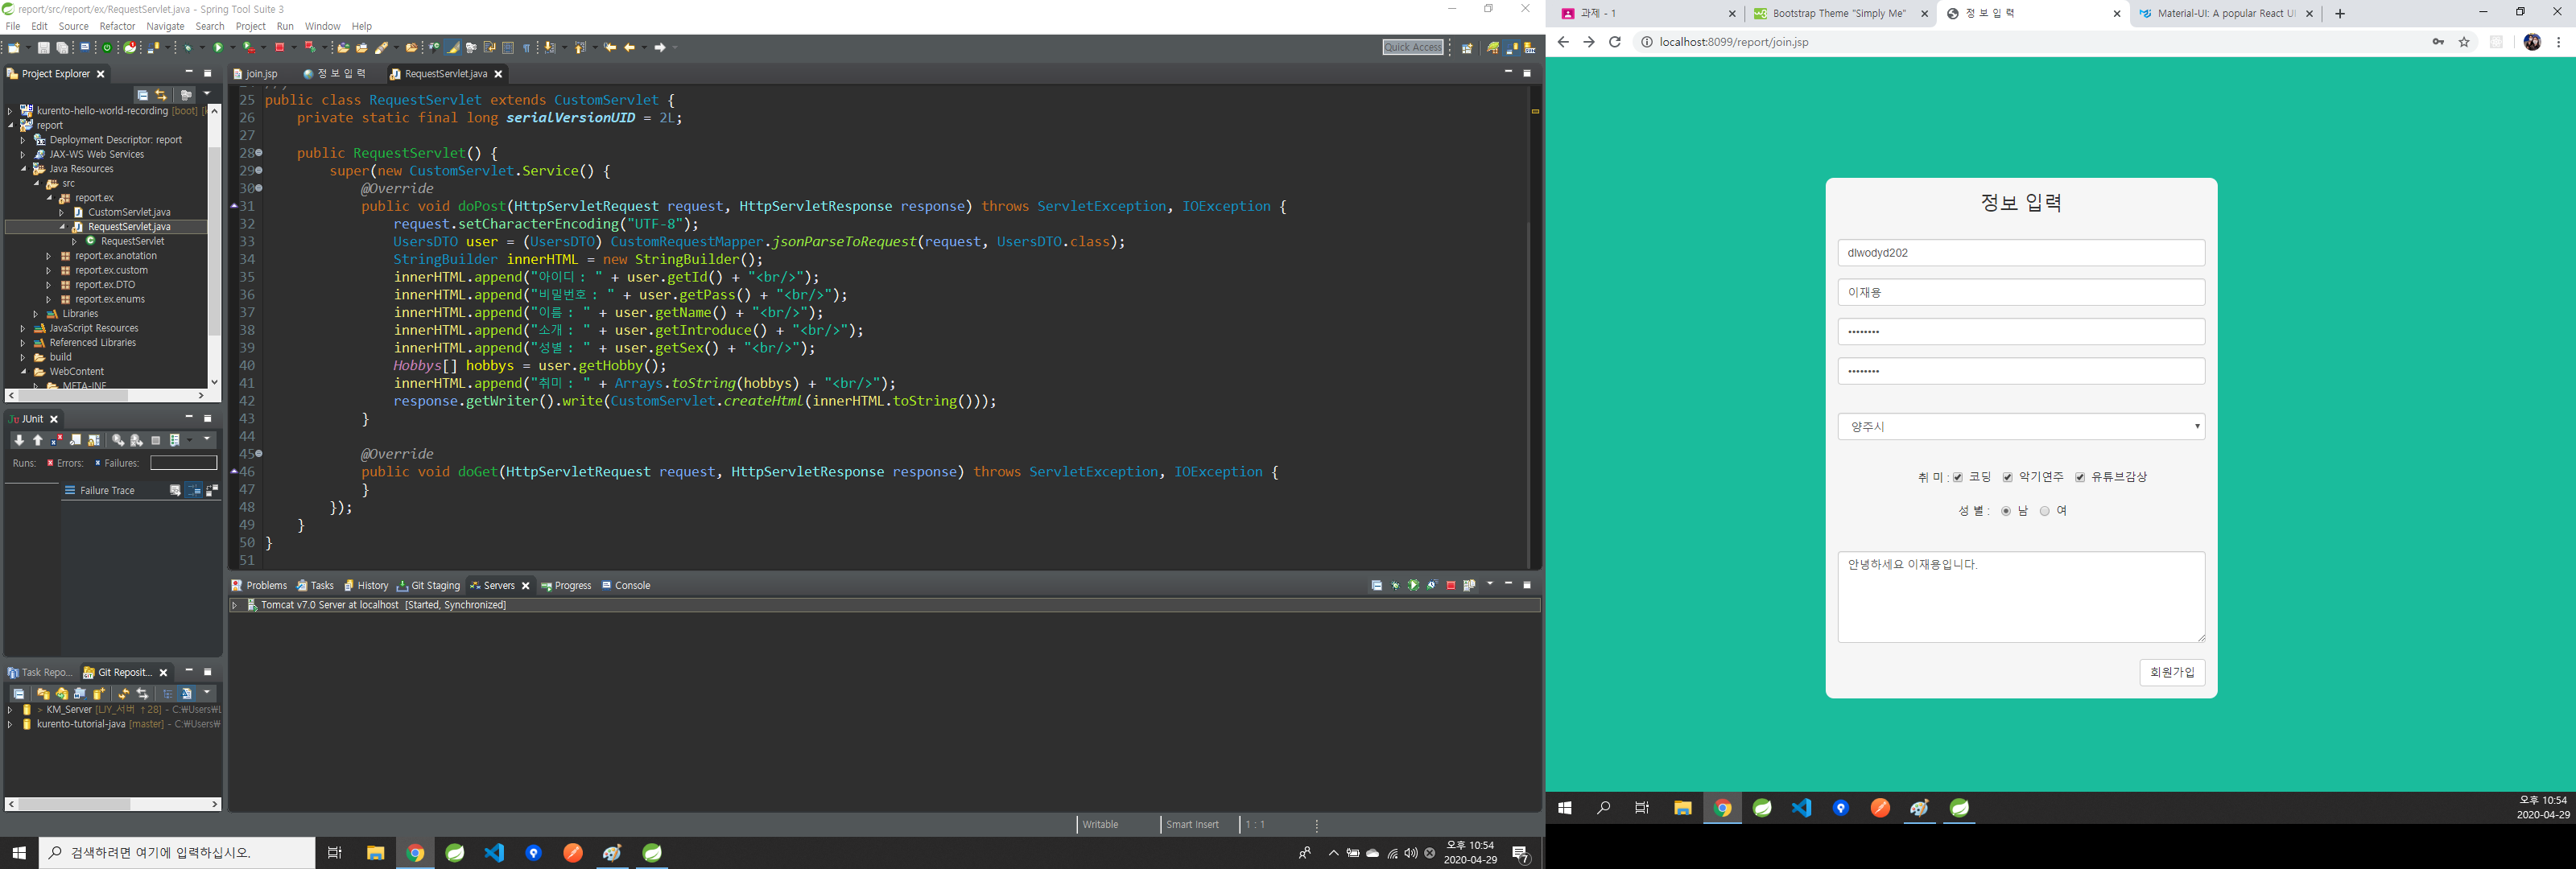 report/src/report/ex/RequestServlet.java - Spring Tool Suite 3
File Edit Source Refactor Navigate Search Project Run Window Help
Quick Access
Project Explorer
kurento-hello-world-recording [boot]
report
Deployment Descriptor: report
JAX-WS Web Services
Java Resources
src
report.ex
CustomServlet.java
RequestServlet.java
RequestServlet
report.ex.anotation
report.ex.custom
report.ex.DTO
report.ex.enums
Libraries
JavaScript Resources
Referenced Libraries
build
WebContent
META-INF
JUnit
Runs: Errors: Failures:
Failure Trace
Task Repo... Git Reposit...
> KM_Server [LJY_서버 ↑28] - C:₩Users₩L
kurento-tutorial-java [master] - C:₩Users₩
join.jsp 정 보 입 력 RequestServlet.java
25 public class RequestServlet extends CustomServlet {
26 private static final long serialVersionUID = 2L;
27
28 public RequestServlet() {
29 super(new CustomServlet.Service() {
30 @Override
31 public void doPost(HttpServletRequest request, HttpServletResponse response) throws ServletException, IOException {
32 request.setCharacterEncoding("UTF-8");
33 UsersDTO user = (UsersDTO) CustomRequestMapper.jsonParseToRequest(request, UsersDTO.class);
34 StringBuilder innerHTML = new StringBuilder();
35 innerHTML.append("아이디 : " + user.getId() + "<br/>");
36 innerHTML.append("비밀번호 : " + user.getPass() + "<br/>");
37 innerHTML.append("이름 : " + user.getName() + "<br/>");
38 innerHTML.append("소개 : " + user.getIntroduce() + "<br/>");
39 innerHTML.append("성별 : " + user.getSex() + "<br/>");
40 Hobbys[] hobbys = user.getHobby();
41 innerHTML.append("취미 : " + Arrays.toString(hobbys) + "<br/>");
42 response.getWriter().write(CustomServlet.createHtml(innerHTML.toString()));
43 }
44
45 @Override
46 public void doGet(HttpServletRequest request, HttpServletResponse response) throws ServletException, IOException {
47 }
48 });
49 }
50 }
51
Problems Tasks History Git Staging Servers Progress Console
Tomcat v7.0 Server at localhost [Started, Synchronized]
Writable Smart Insert 1 : 1
검색하려면 여기에 입력하십시오.
오후 10:54
2020-04-29
7
과제 - 1 Bootstrap Theme "Simply Me" 정 보 입 력 Material-UI: A popular React UI
localhost:8099/report/join.jsp
정보 입력
dlwodyd202
이재용
••••••••
••••••••
양주시
취 미 : 코딩 악기연주 유튜브감상
성 별 : 남 여
안녕하세요 이재용입니다.
회원가입
오후 10:54
2020-04-29